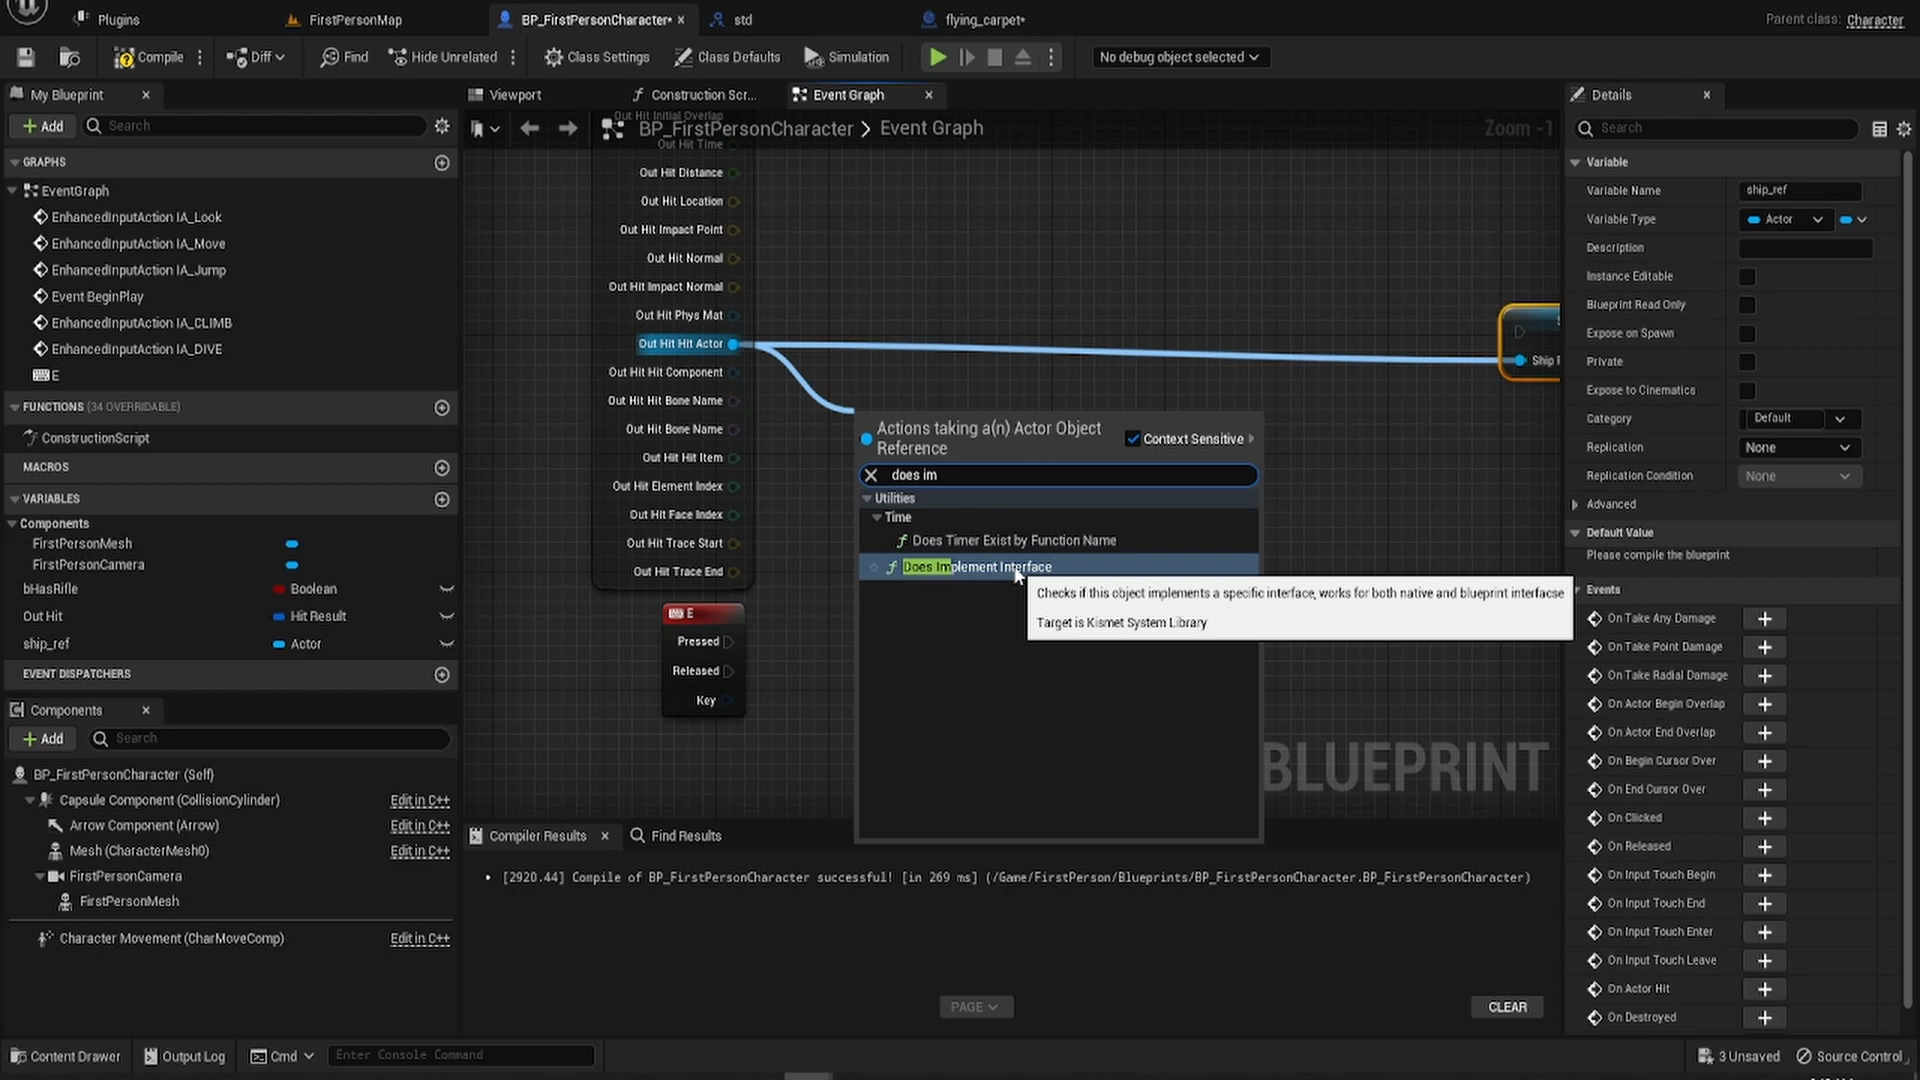 Plugins
FirstPersonMap
BP_FirstPersonCharacter*
std
flying_carpet*
Parent class: Character
Compile
Diff
Find
Hide Unrelated
Class Settings
Class Defaults
Simulation
No debug object selected
My Blueprint
Viewport
Construction Scr...
Event Graph
Details
Add
Search
BP_FirstPersonCharacter > Event Graph
Zoom -1
Search
GRAPHS
EventGraph
EnhancedInputAction IA_Look
EnhancedInputAction IA_Move
EnhancedInputAction IA_Jump
Event BeginPlay
EnhancedInputAction IA_CLIMB
EnhancedInputAction IA_DIVE
E
FUNCTIONS (34 OVERRIDABLE)
ConstructionScript
MACROS
VARIABLES
Components
FirstPersonMesh
FirstPersonCamera
bHasRifle Boolean
Out Hit Hit Result
ship_ref Actor
EVENT DISPATCHERS
Components
Add
Search
BP_FirstPersonCharacter (Self)
Capsule Component (CollisionCylinder) Edit in C++
Arrow Component (Arrow) Edit in C++
Mesh (CharacterMesh0) Edit in C++
FirstPersonCamera
FirstPersonMesh
Character Movement (CharMoveComp) Edit in C++
Out Hit Initial Overlap
Out Hit Time
Out Hit Distance
Out Hit Location
Out Hit Impact Point
Out Hit Normal
Out Hit Impact Normal
Out Hit Phys Mat
Out Hit Hit Actor
Out Hit Hit Component
Out Hit Hit Bone Name
Out Hit Bone Name
Out Hit Hit Item
Out Hit Element Index
Out Hit Face Index
Out Hit Trace Start
Out Hit Trace End
E
Pressed
Released
Key
Ship
Actions taking a(n) Actor Object
Reference
Context Sensitive
does im
Utilities
Time
Does Timer Exist by Function Name
Does Implement Interface
Checks if this object implements a specific interface, works for both native and blueprint interfacse
Target is Kismet System Library
BLUEPRINT
Compiler Results
Find Results
[2920.44] Compile of BP_FirstPersonCharacter successful! [in 269 ms] (/Game/FirstPerson/Blueprints/BP_FirstPersonCharacter.BP_FirstPersonCharacter)
PAGE
CLEAR
Variable
Variable Name ship_ref
Variable Type Actor
Description
Instance Editable
Blueprint Read Only
Expose on Spawn
Private
Expose to Cinematics
Category Default
Replication None
Replication Condition None
Advanced
Default Value
Please compile the blueprint
Events
On Take Any Damage
On Take Point Damage
On Take Radial Damage
On Actor Begin Overlap
On Actor End Overlap
On Begin Cursor Over
On End Cursor Over
On Clicked
On Released
On Input Touch Begin
On Input Touch End
On Input Touch Enter
On Input Touch Leave
On Actor Hit
On Destroyed
Content Drawer
Output Log
Cmd
Enter Console Command
3 Unsaved
Source Control